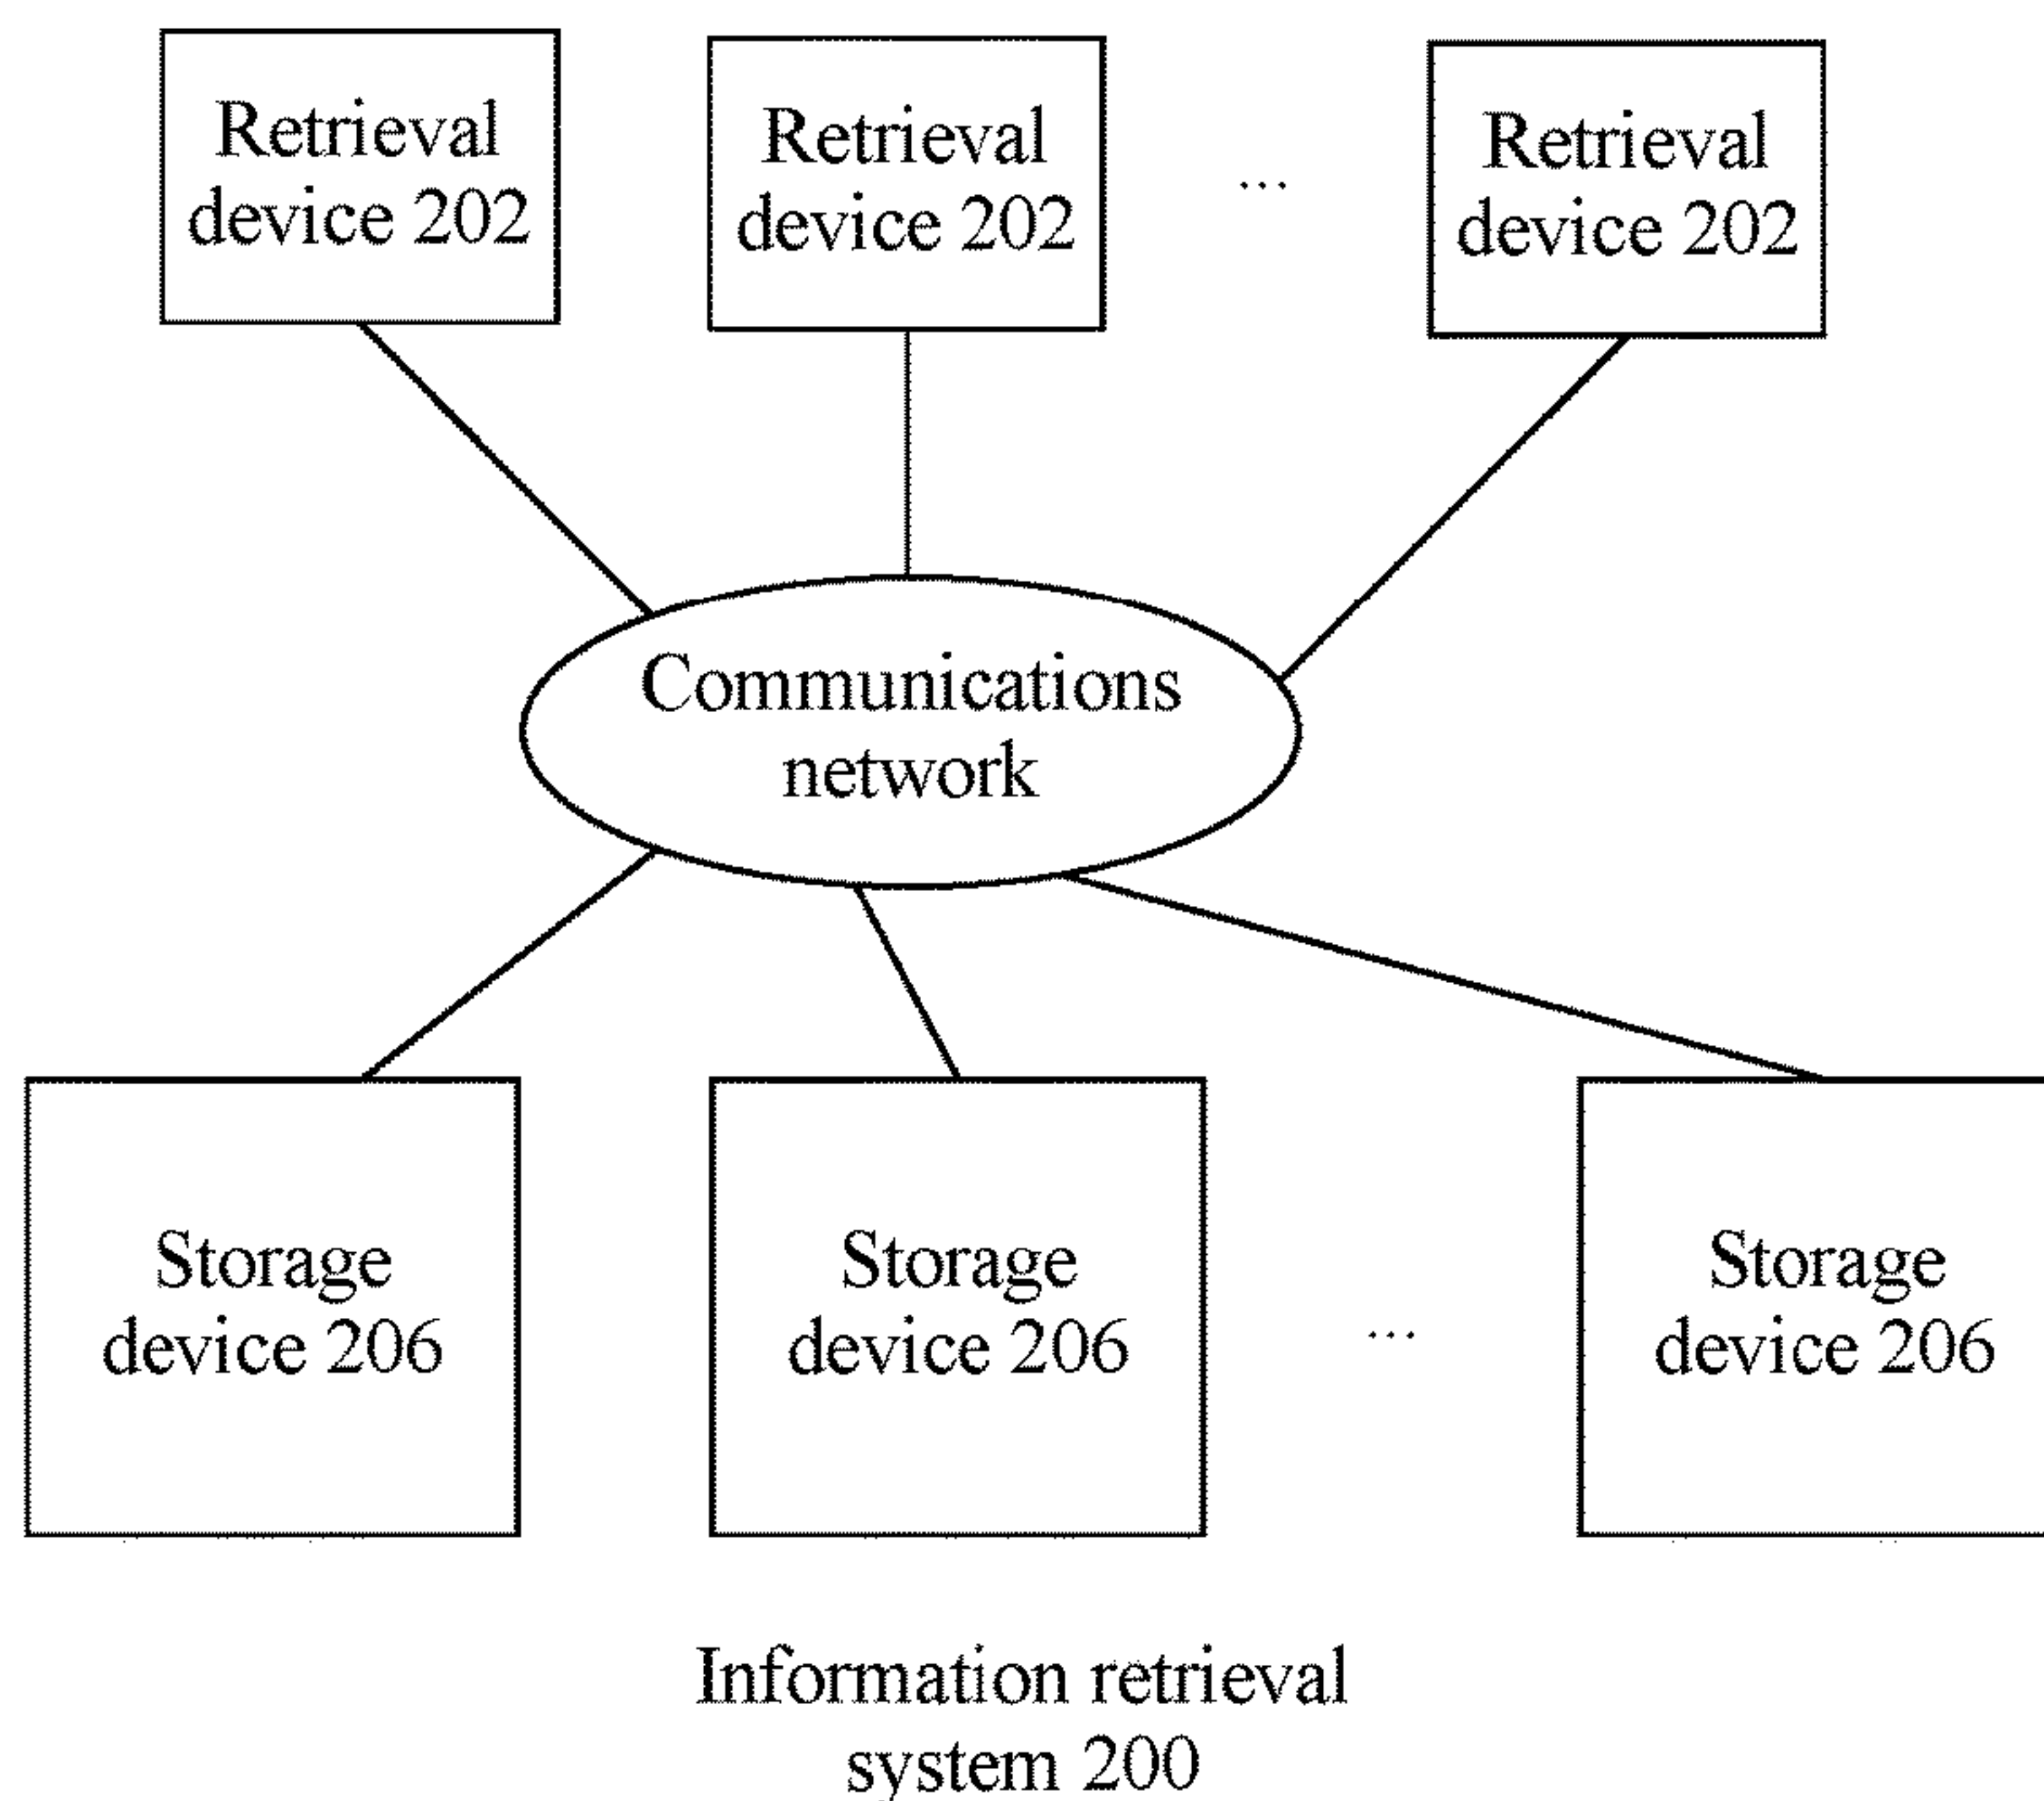 Retrieval
device 202
Retrieval
device 202
...
Retrieval
device 202
Communications
network
Storage
device 206
Storage
device 206
...
Storage
device 206
Information retrieval
system 200